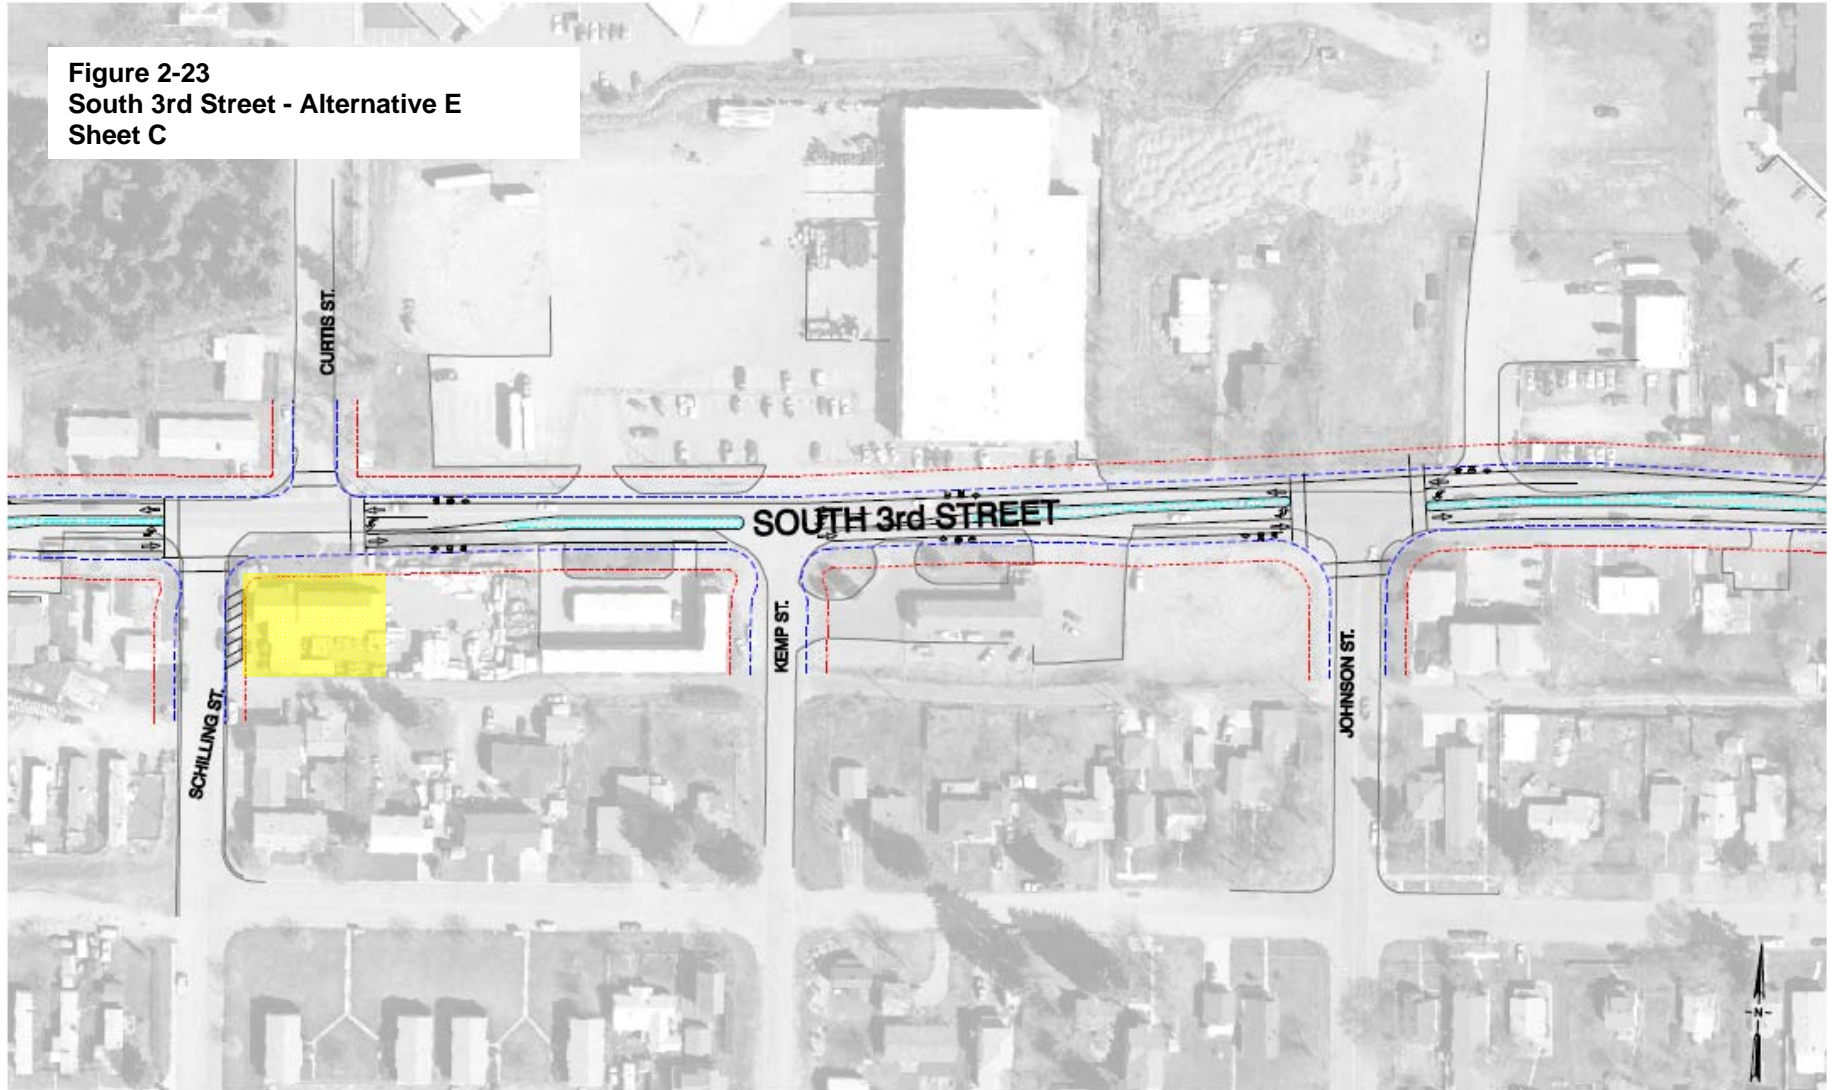 Figure 2-23
South 3rd Street - Alternative E
Sheet C
CURTIS ST.
SOUTH 3rd STREET
KEMP ST.
JOHNSON ST.
SCHILLING ST.
N